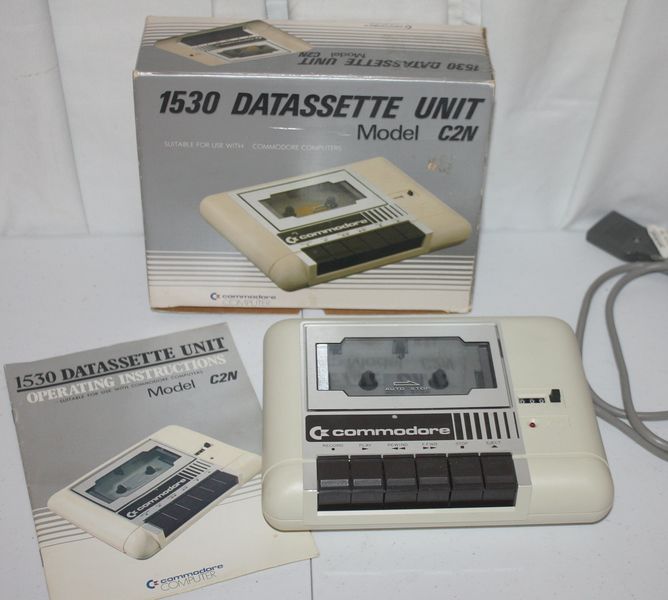 1530 DATASSETTE UNIT
Model C2N
1530 DATASSETTE UNIT
Model C2N
SUITABLE FOR USE WITH COMMODORE COMPUTERS
commodore
commodore
COMPUTER
1530 DATASSETTE UNIT
OPERATING INSTRUCTIONS
SUITABLE FOR USE WITH COMMODORE COMPUTERS
Model C2N
commodore
commodore
COMPUTER
AUTO STOP
000
commodore
RECORD PLAY REWIND F.FWD STOP EJECT